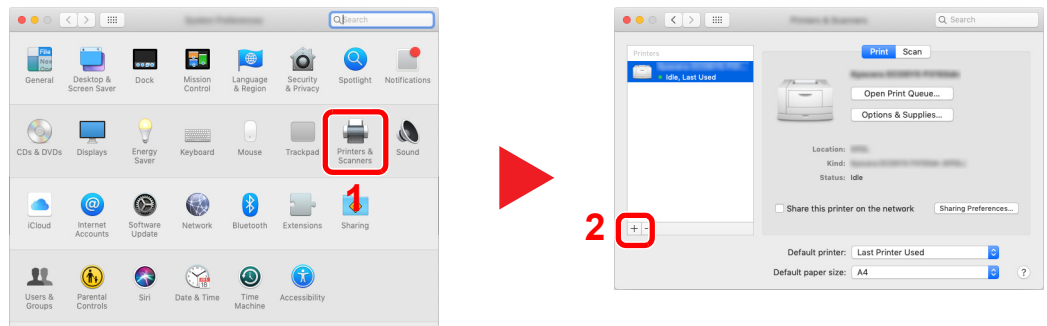 Search
General
Desktop &
Screen Saver
Dock
Mission
Control
Language
& Region
Security
& Privacy
Spotlight
Notifications
CDs & DVDs
Displays
Energy
Saver
Keyboard
Mouse
Trackpad
Printers &
Scanners
Sound
1
iCloud
Internet
Accounts
Software
Update
Network
Bluetooth
Extensions
Sharing
Users &
Groups
Parental
Controls
Siri
Date & Time
Time
Machine
Accessibility
Search
Printers
• Idle, Last Used
Print Scan
Open Print Queue...
Options & Supplies...
Location:
Kind:
Status: Idle
Share this printer on the network Sharing Preferences...
2
+ -
Default printer: Last Printer Used
Default paper size: A4 ?